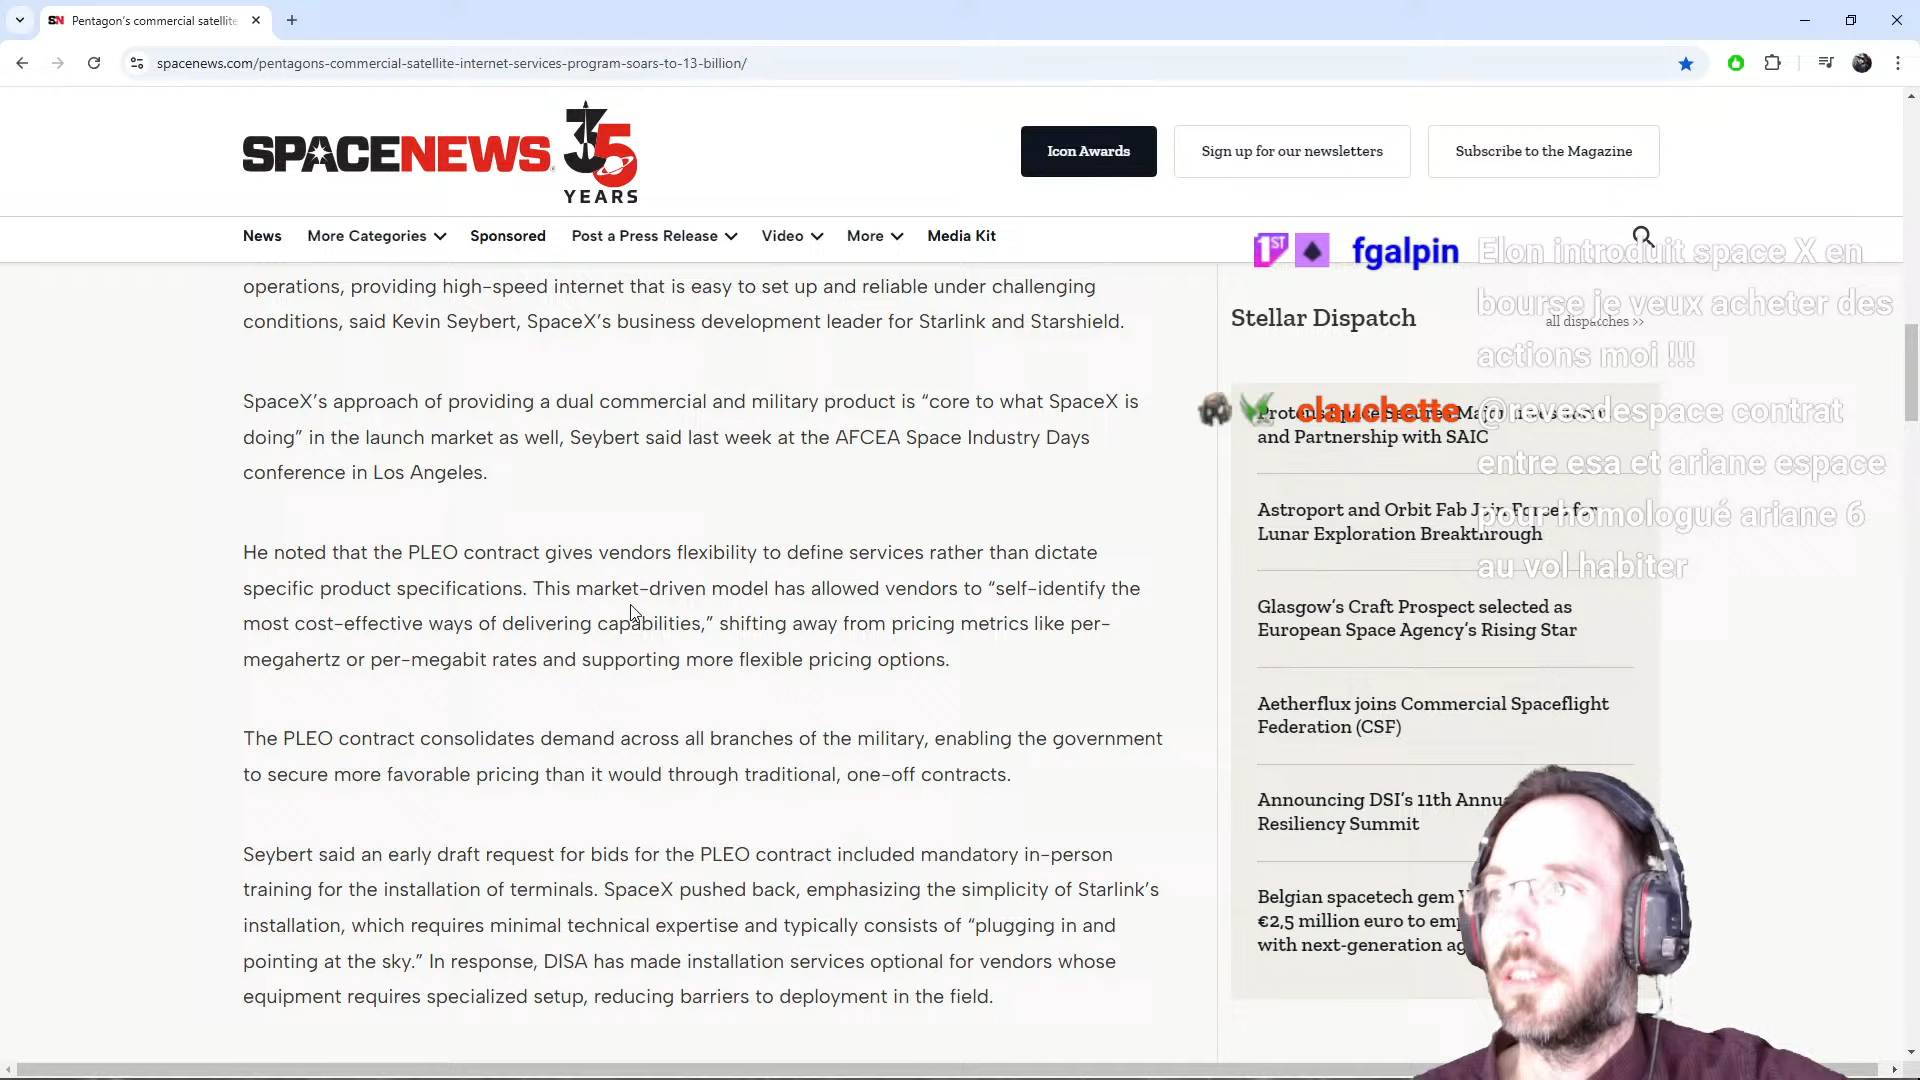 SN Pentagon's commercial satellite
spacenews.com/pentagons-commercial-satellite-internet-services-program-soars-to-13-billion/
SPACENEWS 35
YEARS
Icon Awards
Sign up for our newsletters
Subscribe to the Magazine
News More Categories Sponsored Post a Press Release Video More Media Kit
operations, providing high-speed internet that is easy to set up and reliable under challenging
conditions, said Kevin Seybert, SpaceX's business development leader for Starlink and Starshield.
SpaceX's approach of providing a dual commercial and military product is “core to what SpaceX is
doing” in the launch market as well, Seybert said last week at the AFCEA Space Industry Days
conference in Los Angeles.
He noted that the PLEO contract gives vendors flexibility to define services rather than dictate
specific product specifications. This market-driven model has allowed vendors to “self-identify the
most cost-effective ways of delivering capabilities,” shifting away from pricing metrics like per-
megahertz or per-megabit rates and supporting more flexible pricing options.
The PLEO contract consolidates demand across all branches of the military, enabling the government
to secure more favorable pricing than it would through traditional, one-off contracts.
Seybert said an early draft request for bids for the PLEO contract included mandatory in-person
training for the installation of terminals. SpaceX pushed back, emphasizing the simplicity of Starlink's
installation, which requires minimal technical expertise and typically consists of “plugging in and
pointing at the sky.” In response, DISA has made installation services optional for vendors whose
equipment requires specialized setup, reducing barriers to deployment in the field.
Stellar Dispatch
all dispatches >>
Space Secures
and Partnership with SAIC
Astroport and Orbit Fab Join Forces for
Lunar Exploration Breakthrough
Glasgow's Craft Prospect selected as
European Space Agency's Rising Star
Aetherflux joins Commercial Spaceflight
Federation (CSF)
Announcing DSI's 11th
Resiliency Summit
Belgian spacetech gem
€2,5 million euro to
with next-generation
1ST fgalpin Elon introduit space X en
bourse je veux acheter des
actions moi !!!
clauchette @revesdespace contrat
entre esa et ariane espace
pour homologué ariane 6
au vol habiter